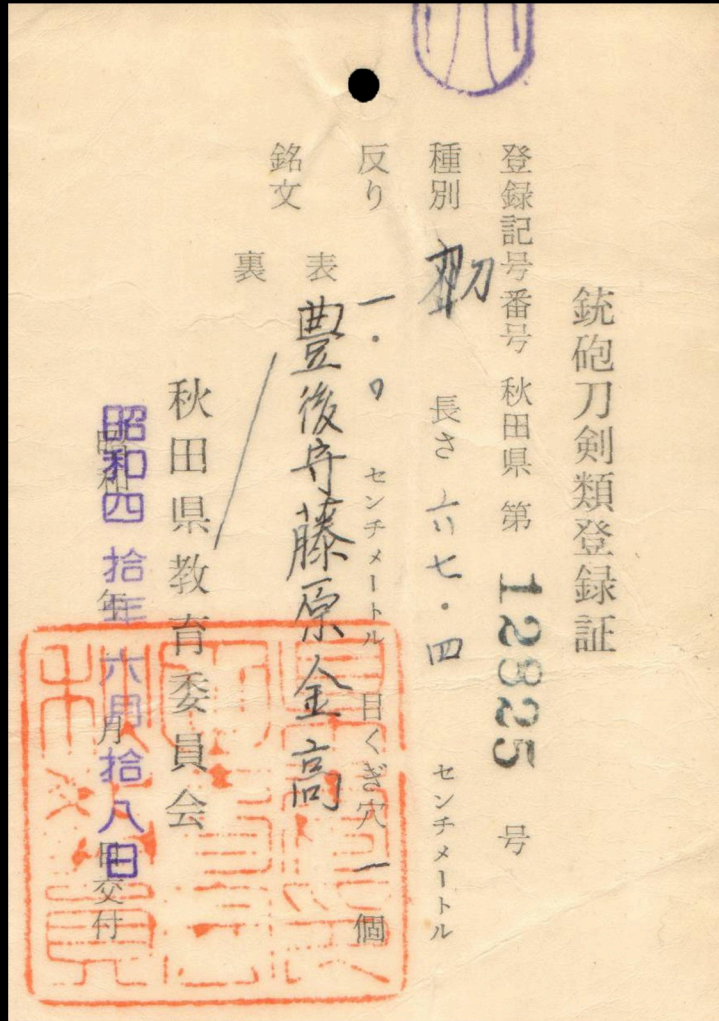 銃砲刀剣類登録証
登録記号番号 秋田県 第 12825 号
種別 刀 長さ 六七・四 センチメートル
反り 一・〇 センチメートル 目くぎ穴 一 個
銘文 表 豊後守藤原金高
裏
秋田県教育委員会
昭和四拾年六月拾八日交付